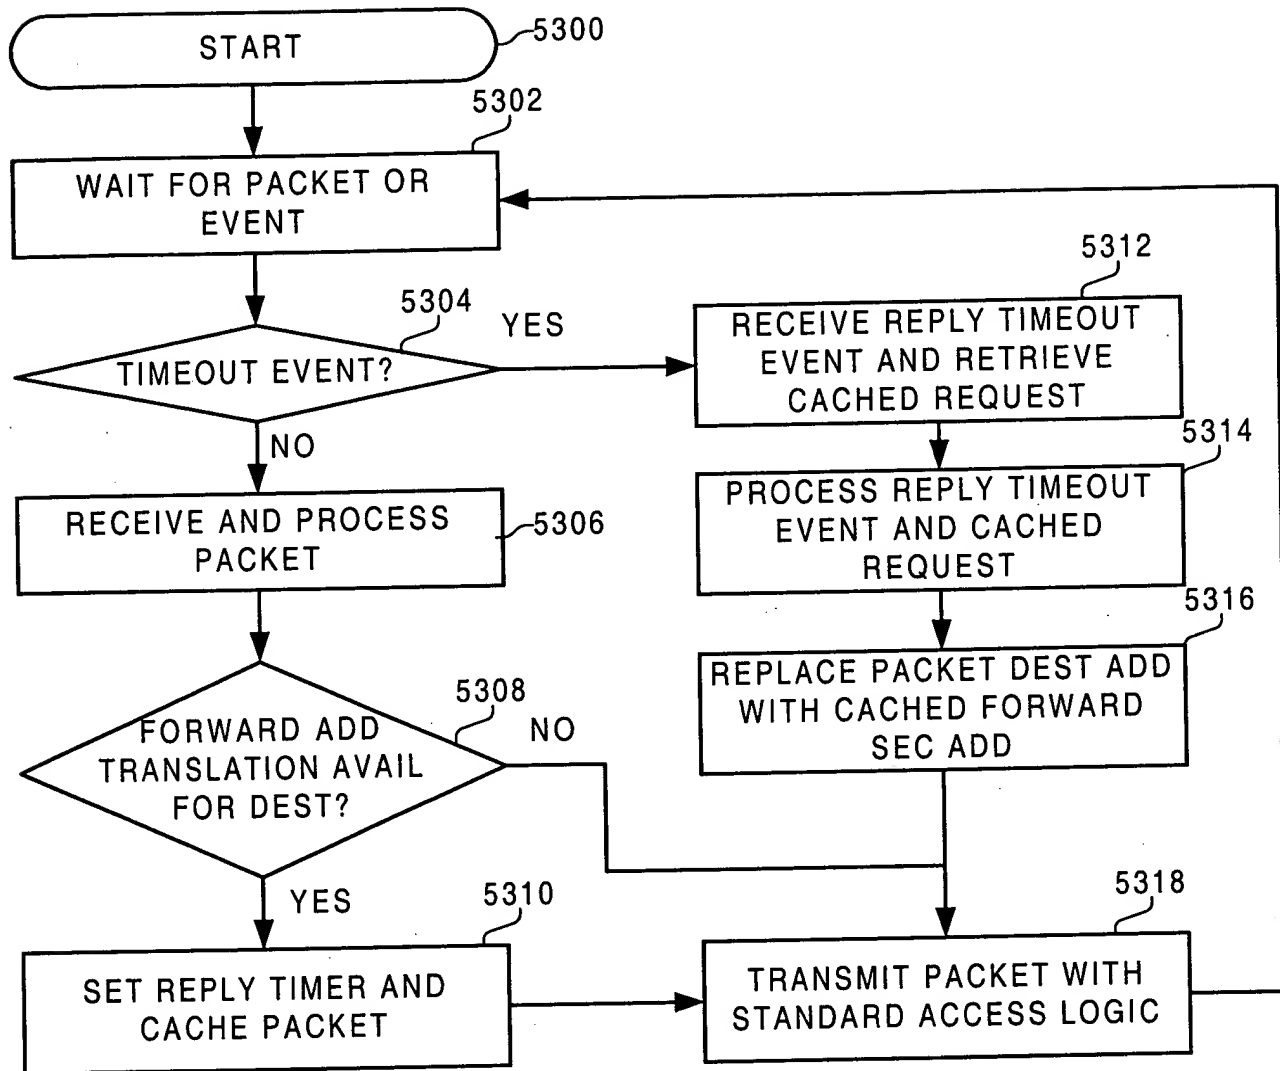 START
5300
5302
WAIT FOR PACKET OR
EVENT
5304
TIMEOUT EVENT?
YES
NO
5312
RECEIVE REPLY TIMEOUT
EVENT AND RETRIEVE
CACHED REQUEST
5314
PROCESS REPLY TIMEOUT
EVENT AND CACHED
REQUEST
RECEIVE AND PROCESS
PACKET
5306
5316
REPLACE PACKET DEST ADD
WITH CACHED FORWARD
SEC ADD
5308
FORWARD ADD
TRANSLATION AVAIL
FOR DEST?
NO
YES
5310
SET REPLY TIMER AND
CACHE PACKET
5318
TRANSMIT PACKET WITH
STANDARD ACCESS LOGIC